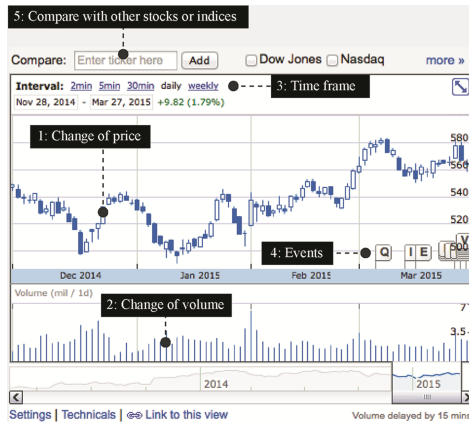 5: Compare with other stocks or indices
Compare: Enter ticker here Add Dow Jones Nasdaq more »
Interval: 2min 5min 30min daily weekly
3: Time frame
Nov 28, 2014 - Mar 27, 2015 +9.82 (1.79%)
1: Change of price
580
560
540
520
4: Events
Q I E V
500
Dec 2014 Jan 2015 Feb 2015 Mar 2015
Volume (mil / 1d)
2: Change of volume
7
3.5
2014 2015
Settings | Technicals | Link to this view
Volume delayed by 15 mins